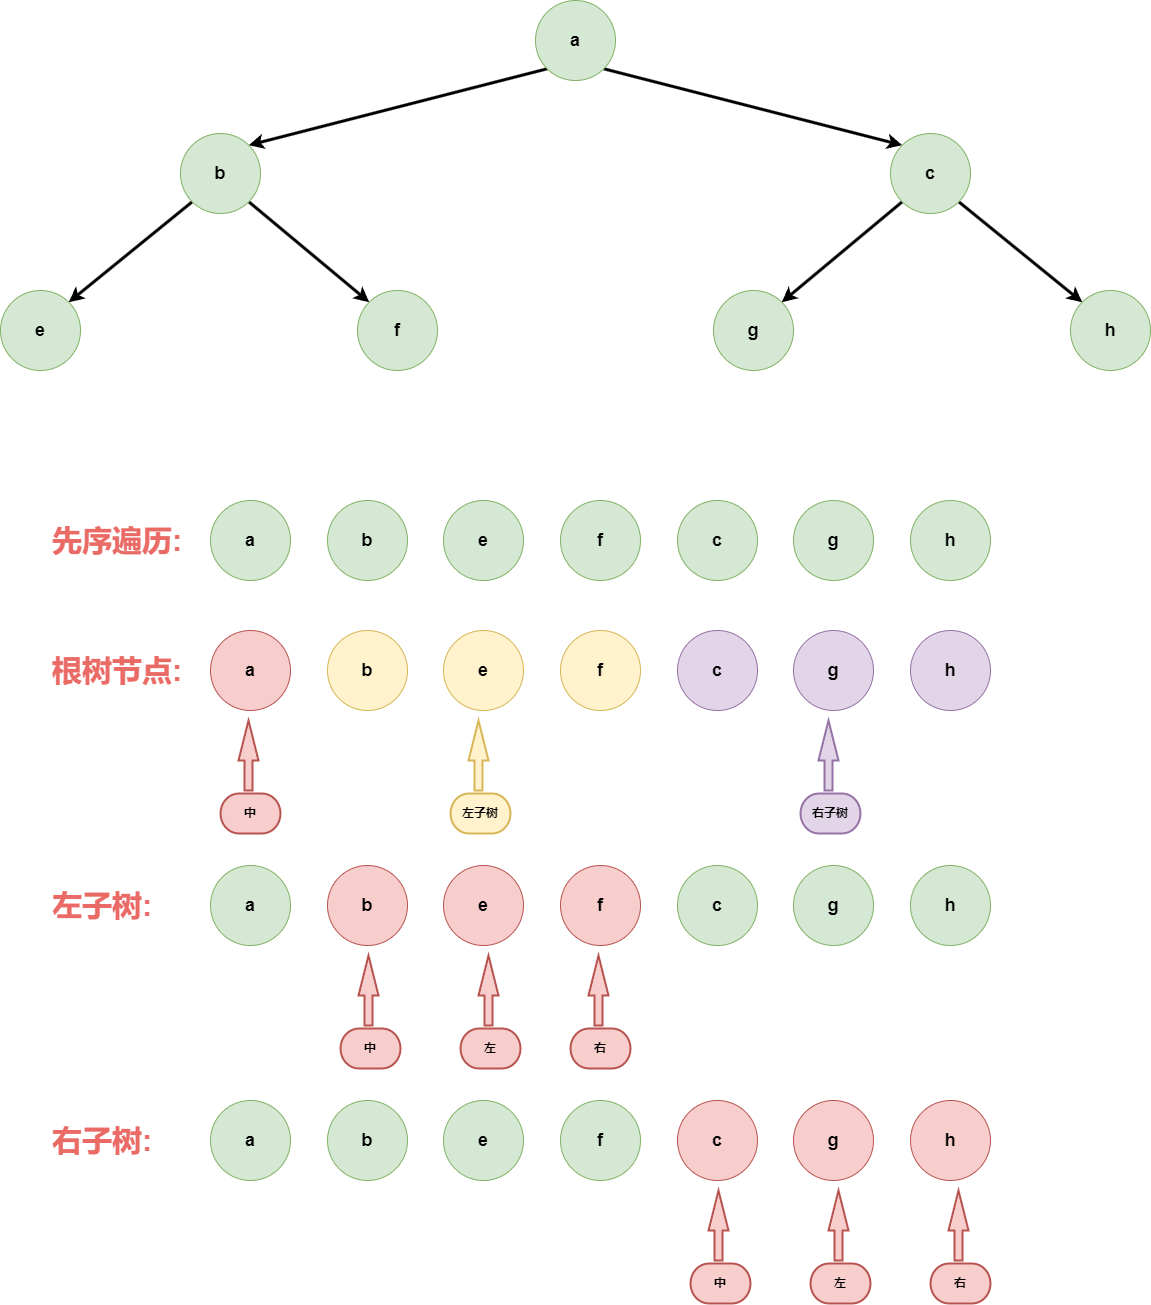 a
b c
e f g h
先序遍历: a b e f c g h
根树节点: a b e f c g h
中 左子树 右子树
左子树: a b e f c g h
中 左 右
右子树: a b e f c g h
中 左 右